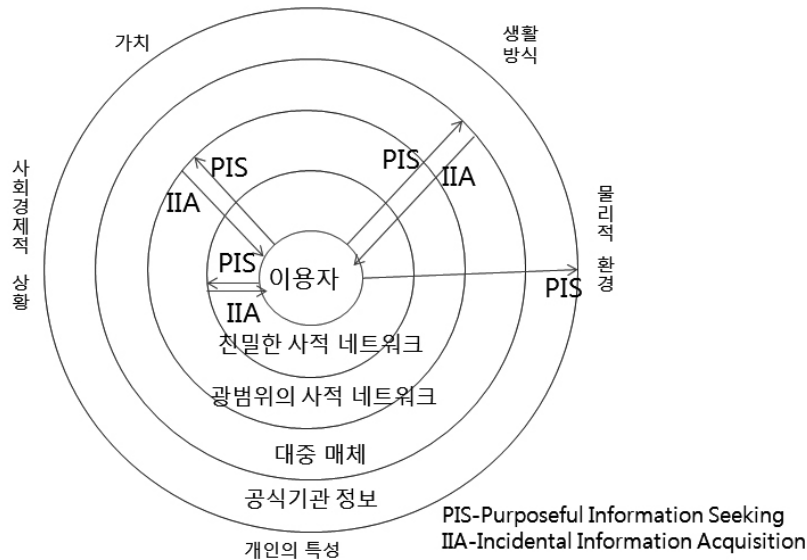 가치
생활
방식
사회경제적 상황
물리적 환경
PIS
IIA
PIS
IIA
PIS
IIA
PIS
이용자
친밀한 사적 네트워크
광범위의 사적 네트워크
대중 매체
공식기관 정보
개인의 특성
PIS-Purposeful Information Seeking
IIA-Incidental Information Acquisition